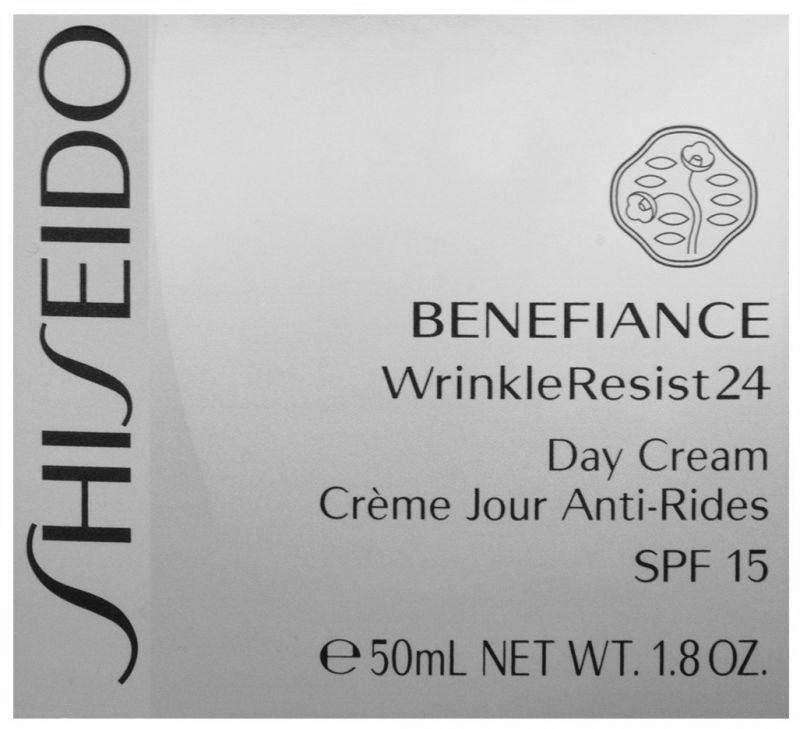 SHISEIDO
BENEFIANCE
WrinkleResist24
Day Cream
Crème Jour Anti-Rides
SPF 15
℮ 50mL NET WT. 1.8 OZ.